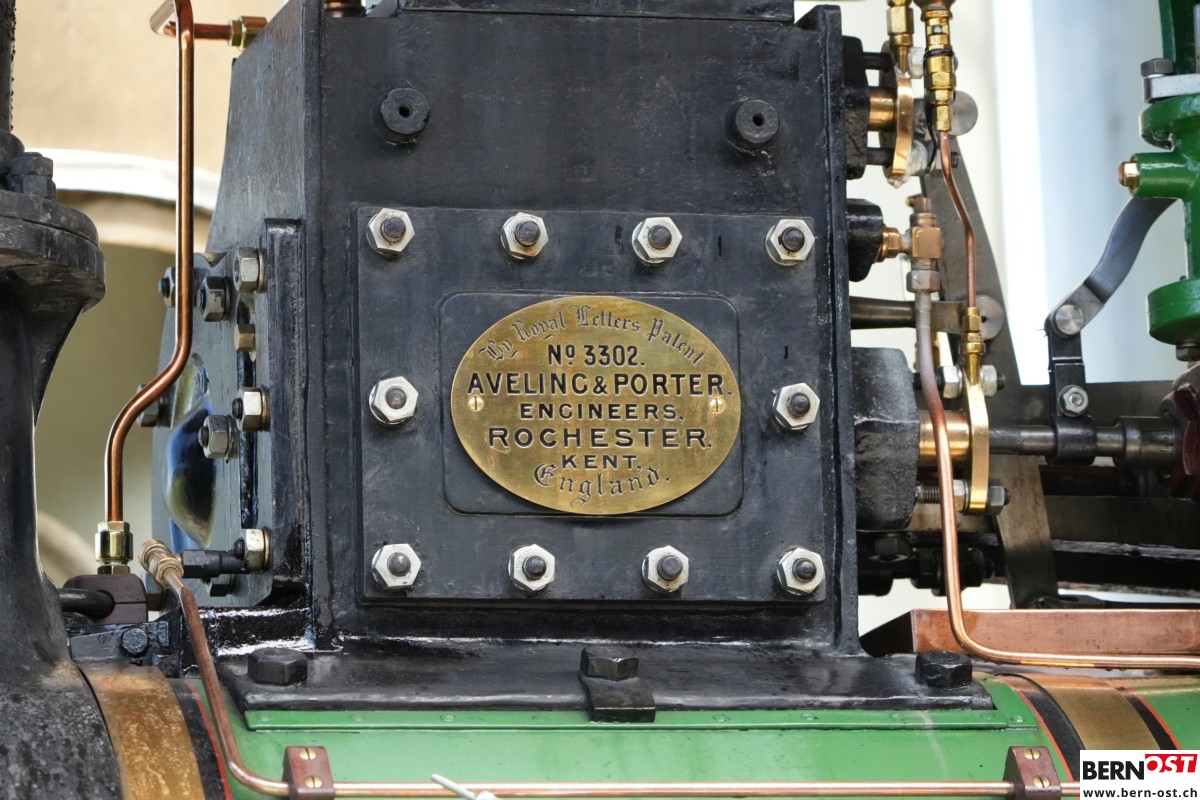 By Royal Letters Patent
No 3302.
AVELING & PORTER.
ENGINEERS.
ROCHESTER.
KENT.
England.
BERNOST
www.bern-ost.ch